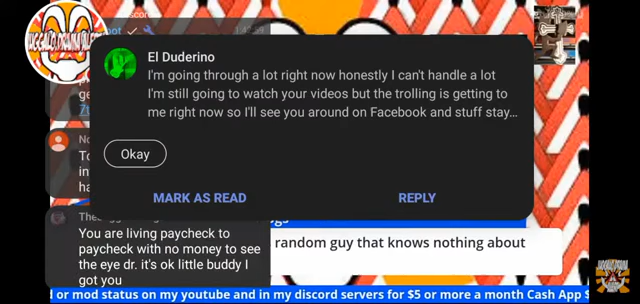 JUGGALO DRAMA ALERT
El Duderino
I'm going through a lot right now honestly I can't handle a lot
I'm still going to watch your videos but the trolling is getting to
me right now so I'll see you around on Facebook and stuff stay…
Okay
MARK AS READ
REPLY
You are living paycheck to
paycheck with no money to see
the eye dr. it's ok little buddy I
got you
random guy that knows nothing about
or mod status on my youtube and in my discord servers for $5 or more a month Cash App $